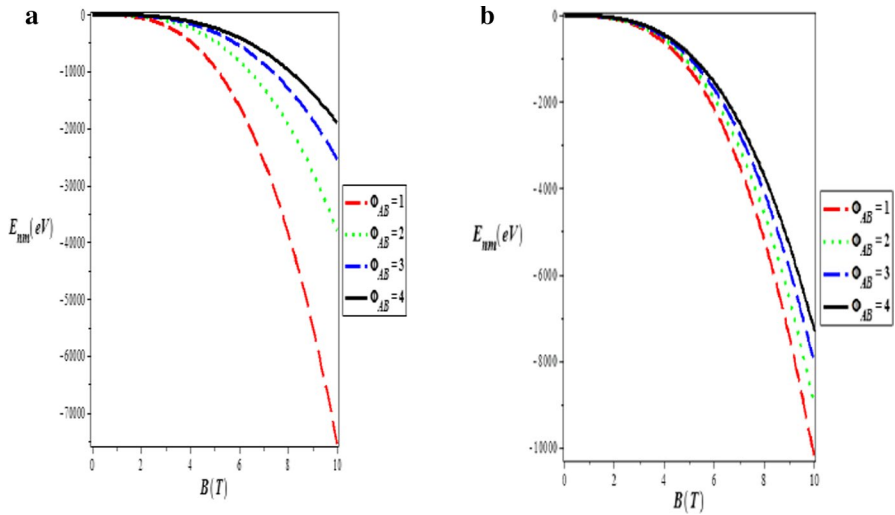 a
0
-10000
-20000
-30000
-40000
-50000
-60000
-70000
E_nm(eV)
0 2 4 6 8 10
B(T)
Φ_AB=1
Φ_AB=2
Φ_AB=3
Φ_AB=4
b
0
-2000
-4000
-6000
-8000
-10000
E_nm(eV)
0 2 4 6 8 10
B(T)
Φ_AB=1
Φ_AB=2
Φ_AB=3
Φ_AB=4